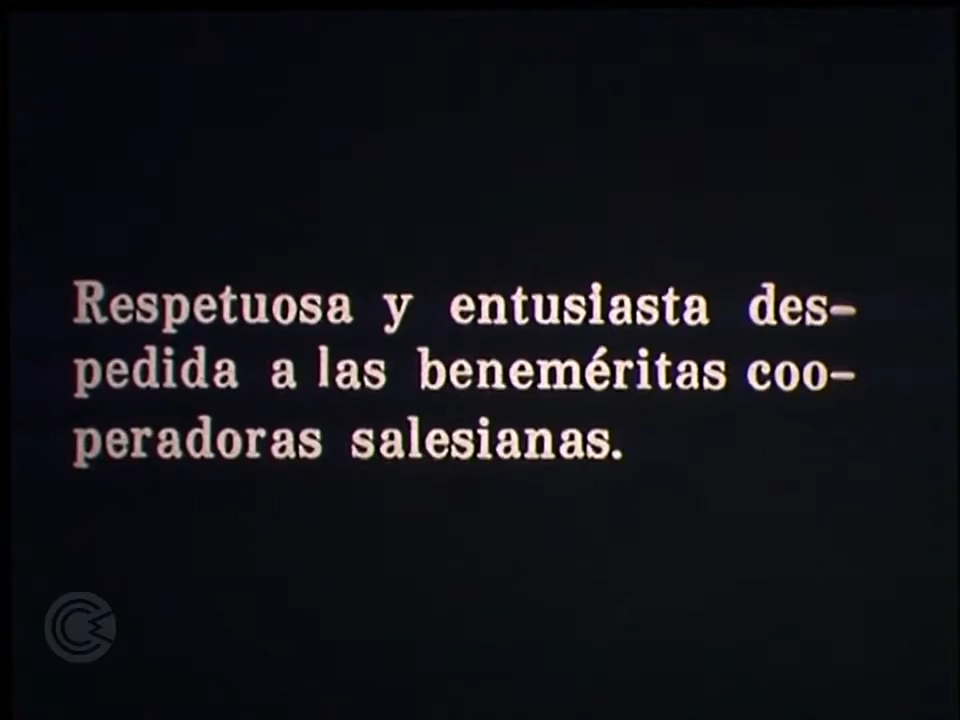 Respetuosa y entusiasta des-
pedida a las beneméritas coo-
peradoras salesianas.